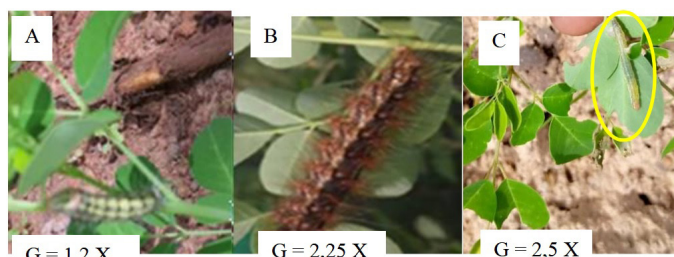 A
B
C
G = 1,2 X
G = 2,25 X
G = 2,5 X